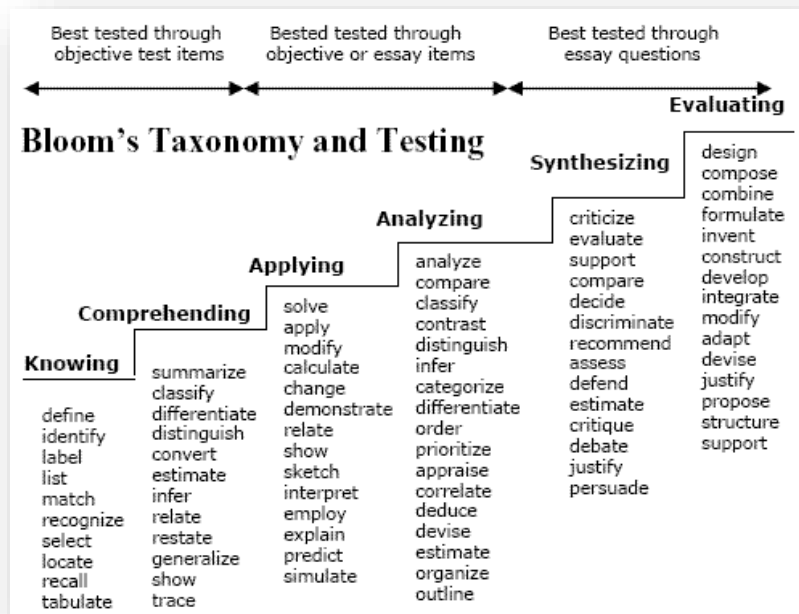 Best tested through
objective test items
Bested tested through
objective or essay items
Best tested through
essay questions
Bloom's Taxonomy and Testing
Knowing
define
identify
label
list
match
recognize
select
locate
recall
tabulate
Comprehending
summarize
classify
differentiate
distinguish
convert
estimate
infer
relate
restate
generalize
show
trace
Applying
solve
apply
modify
calculate
change
demonstrate
relate
show
sketch
interpret
employ
explain
predict
simulate
Analyzing
analyze
compare
classify
contrast
distinguish
infer
categorize
differentiate
order
prioritize
appraise
correlate
deduce
devise
estimate
organize
outline
Synthesizing
criticize
evaluate
support
compare
decide
discriminate
recommend
assess
defend
estimate
critique
debate
justify
persuade
Evaluating
design
compose
combine
formulate
invent
construct
develop
integrate
modify
adapt
devise
justify
propose
structure
support